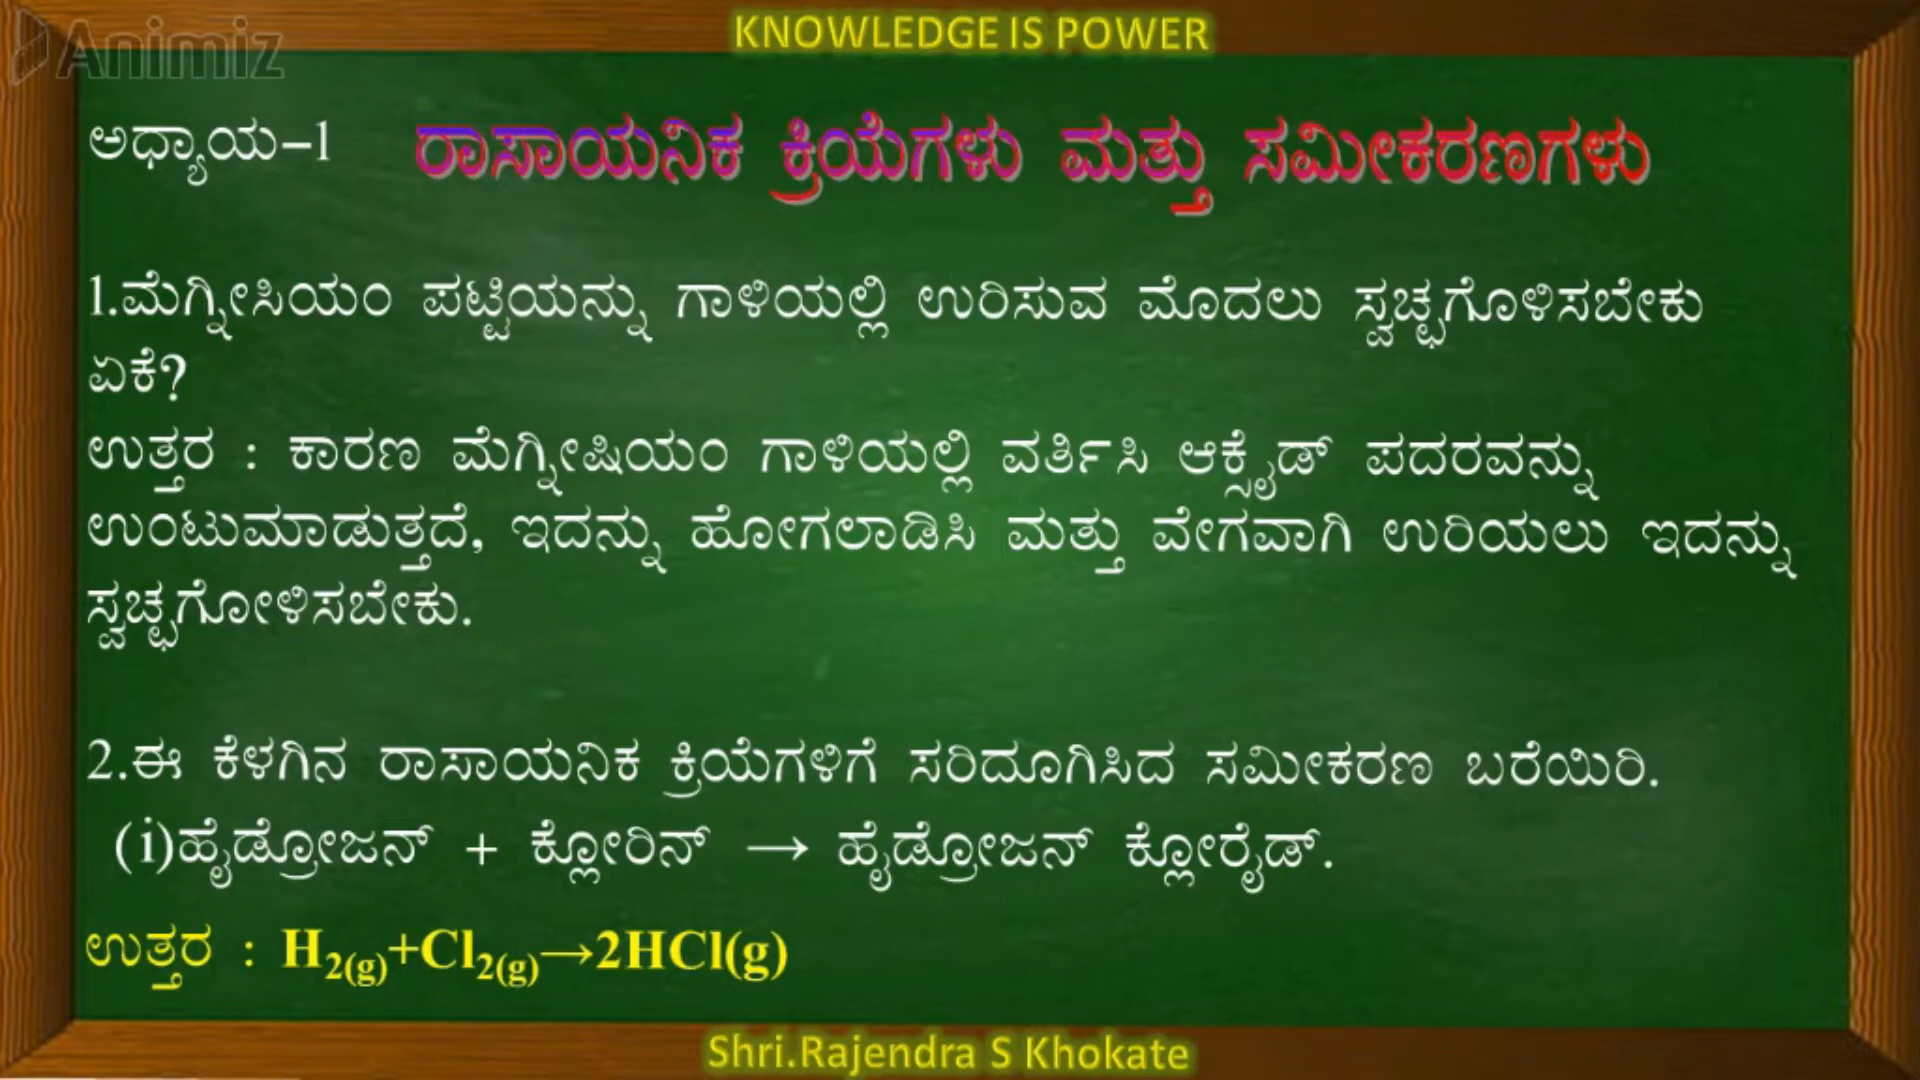 KNOWLEDGE IS POWER
Animiz
ಅಧ್ಯಾಯ-1 ರಾಸಾಯನಿಕ ಕ್ರಿಯೆಗಳು ಮತ್ತು ಸಮೀಕರಣಗಳು
1.ಮೆಗ್ನೀಸಿಯಂ ಪಟ್ಟಿಯನ್ನು ಗಾಳಿಯಲ್ಲಿ ಉರಿಸುವ ಮೊದಲು ಸ್ವಚ್ಛಗೊಳಿಸಬೇಕು
ಏಕೆ?
ಉತ್ತರ : ಕಾರಣ ಮೆಗ್ನೀಷಿಯಂ ಗಾಳಿಯಲ್ಲಿ ವರ್ತಿಸಿ ಆಕ್ಸೈಡ್ ಪದರವನ್ನು
ಉಂಟುಮಾಡುತ್ತದೆ, ಇದನ್ನು ಹೋಗಲಾಡಿಸಿ ಮತ್ತು ವೇಗವಾಗಿ ಉರಿಯಲು ಇದನ್ನು
ಸ್ವಚ್ಛಗೋಳಿಸಬೇಕು.
2.ಈ ಕೆಳಗಿನ ರಾಸಾಯನಿಕ ಕ್ರಿಯೆಗಳಿಗೆ ಸರಿದೂಗಿಸಿದ ಸಮೀಕರಣ ಬರೆಯಿರಿ.
(i)ಹೈಡ್ರೋಜನ್ + ಕ್ಲೋರಿನ್ → ಹೈಡ್ರೋಜನ್ ಕ್ಲೋರೈಡ್.
ಉತ್ತರ : H₂(g)+Cl₂(g)→2HCl(g)
Shri.Rajendra S Khokate